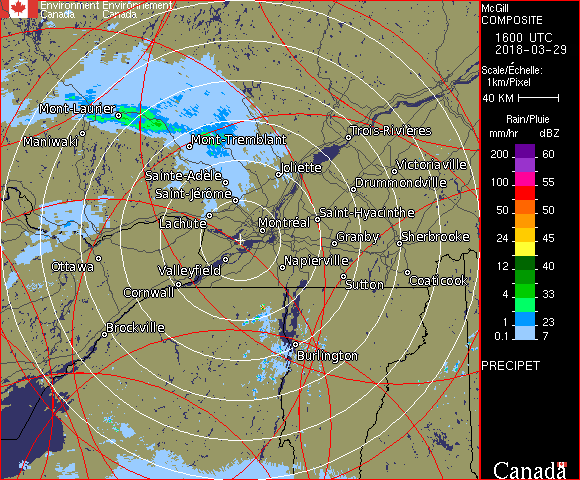 Environment Environnement
Canada Canada
McGill
COMPOSITE
1600 UTC
2018-03-29
Scale/Échelle:
1km/Pixel
40 KM
Rain/Pluie
mm/hr dBZ
200 60
100 55
50 50
24 45
12 40
4 33
1 23
0.1 7
PRECIPET
Canada
Mont-Laurier
Maniwaki
Mont-Tremblant
Trois-Rivières
Joliette
Victoriaville
Sainte-Adèle
Drummondville
Saint-Jérôme
Lachute
Saint-Hyacinthe
Montréal
Granby
Sherbrooke
Ottawa
Valleyfield
Napierville
Cornwall
Sutton
Coaticook
Brockville
Burlington